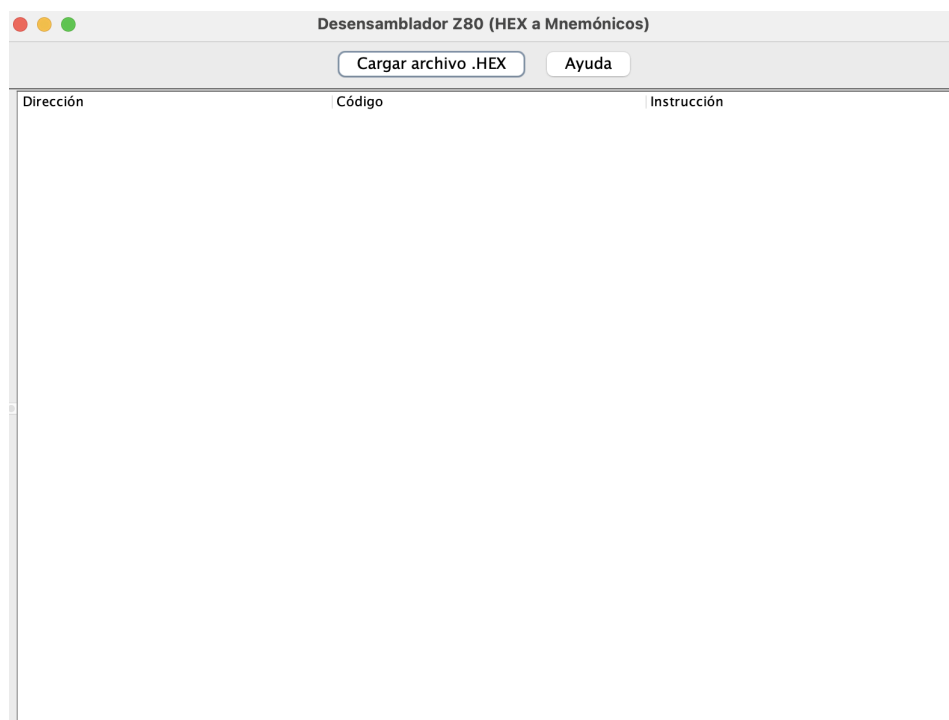 Desensamblador Z80 (HEX a Mnemónicos)
Cargar archivo .HEX Ayuda
Dirección Código Instrucción